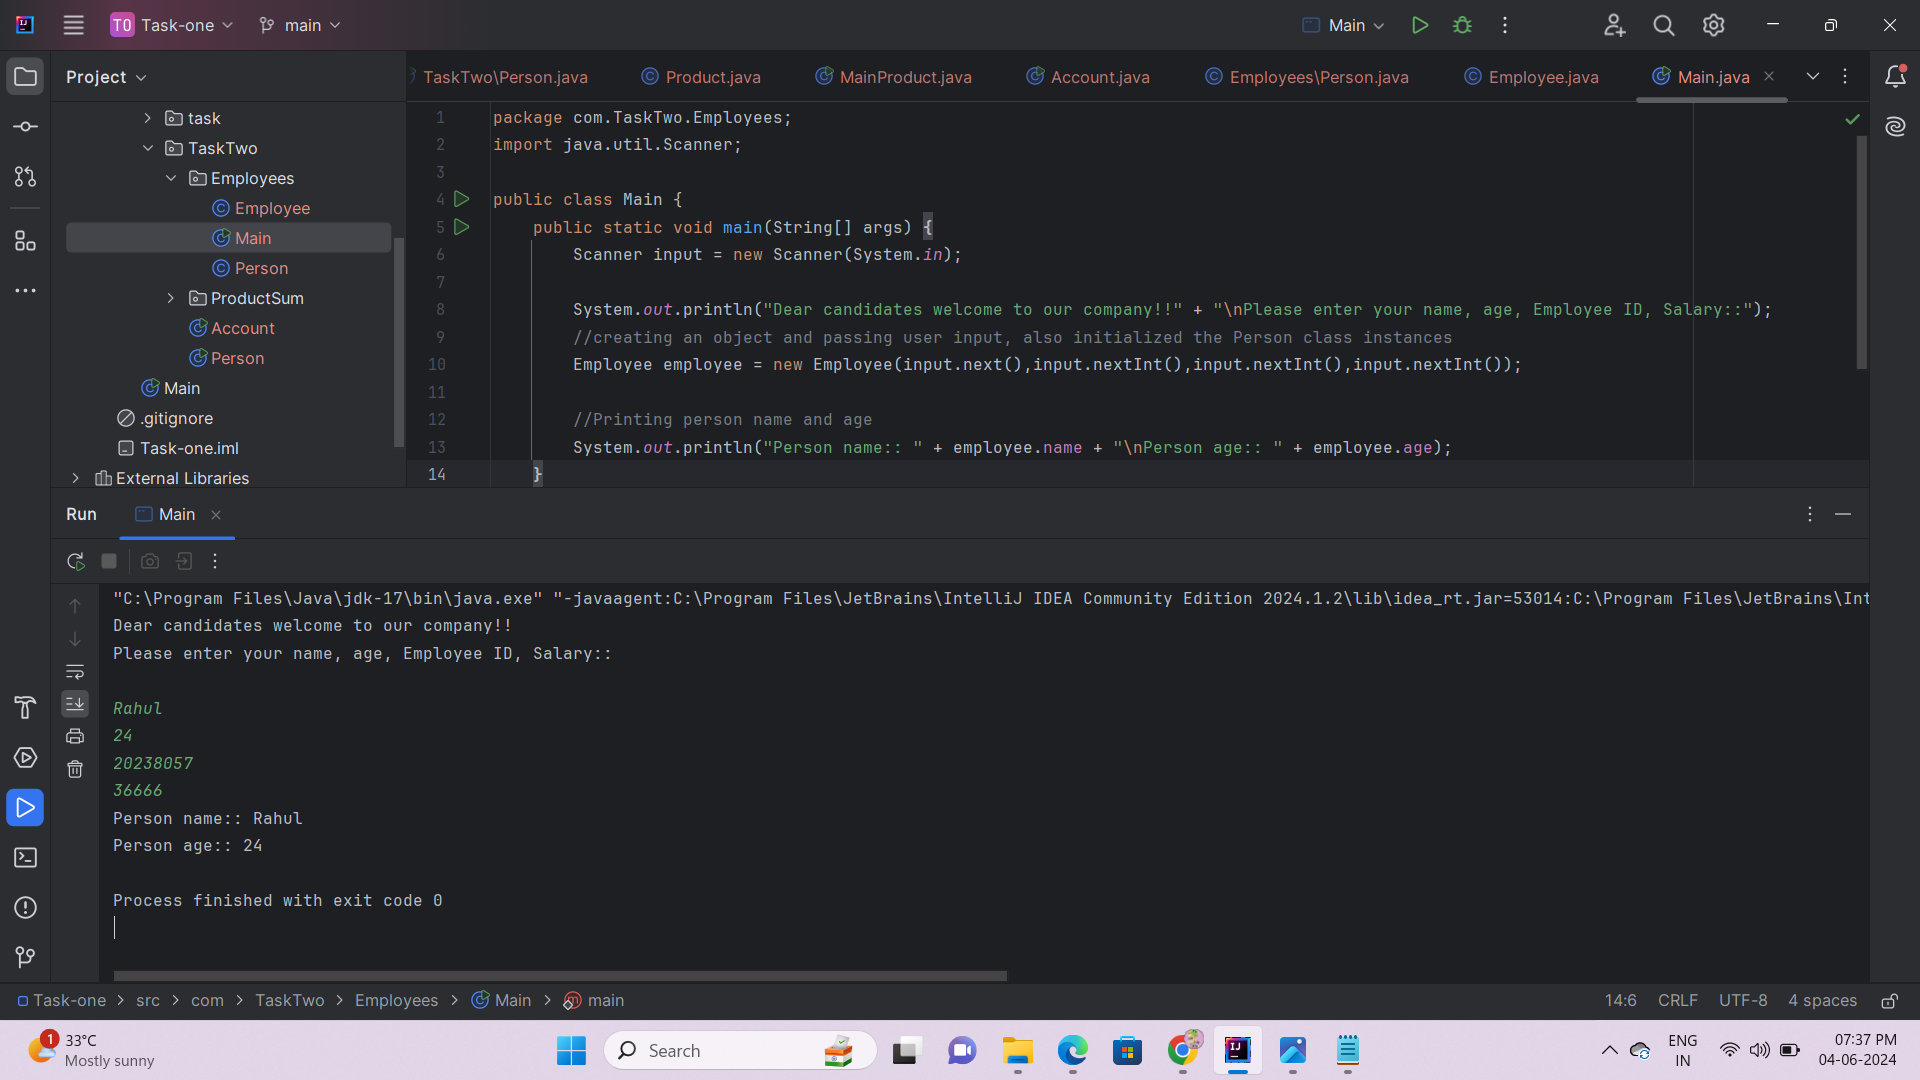 TO Task-one main Main
Project
TaskTwo\Person.java Product.java MainProduct.java Account.java Employees\Person.java Employee.java Main.java
task
TaskTwo
Employees
Employee
Main
Person
ProductSum
Account
Person
Main
.gitignore
Task-one.iml
External Libraries
1 package com.TaskTwo.Employees;
2 import java.util.Scanner;
3
4 public class Main {
5 public static void main(String[] args) {
6 Scanner input = new Scanner(System.in);
7
8 System.out.println("Dear candidates welcome to our company!!" + "\nPlease enter your name, age, Employee ID, Salary::");
9 //creating an object and passing user input, also initialized the Person class instances
10 Employee employee = new Employee(input.next(),input.nextInt(),input.nextInt(),input.nextInt());
11
12 //Printing person name and age
13 System.out.println("Person name:: " + employee.name + "\nPerson age:: " + employee.age);
14 }
Run Main
"C:\Program Files\Java\jdk-17\bin\java.exe" "-javaagent:C:\Program Files\JetBrains\IntelliJ IDEA Community Edition 2024.1.2\lib\idea_rt.jar=53014:C:\Program Files\JetBrains\Int
Dear candidates welcome to our company!!
Please enter your name, age, Employee ID, Salary::
Rahul
24
20238057
36666
Person name:: Rahul
Person age:: 24
Process finished with exit code 0
Task-one > src > com > TaskTwo > Employees > Main > main 14:6 CRLF UTF-8 4 spaces
1 33°C
Mostly sunny
Search
ENG
IN
07:37 PM
04-06-2024